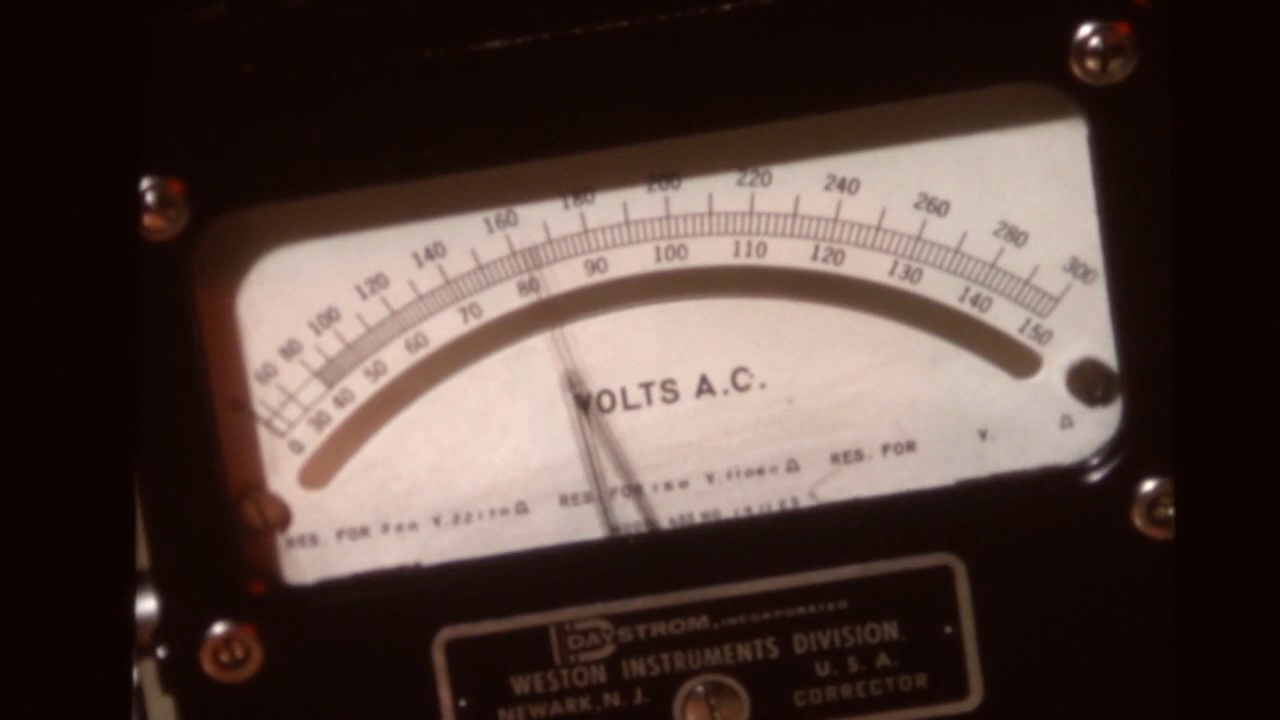 60 80 100 120 140 160 180 200 220 240 260 280 300
0 30 40 50 60 70 80 90 100 110 120 130 140 150
VOLTS A.C.
RES. FOR V. Ω RES. FOR V. Ω RES. FOR V. Ω
DAYSTROM, INCORPORATED
WESTON INSTRUMENTS DIVISION.
NEWARK, N. J. U. S. A.
CORRECTOR